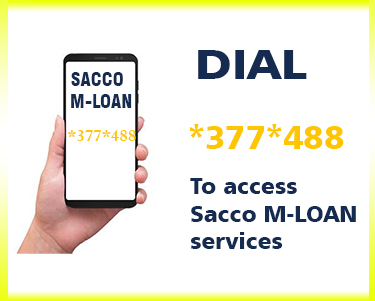 SACCO
M-LOAN
*377*488
DIAL
*377*488
To access
Sacco M-LOAN
services